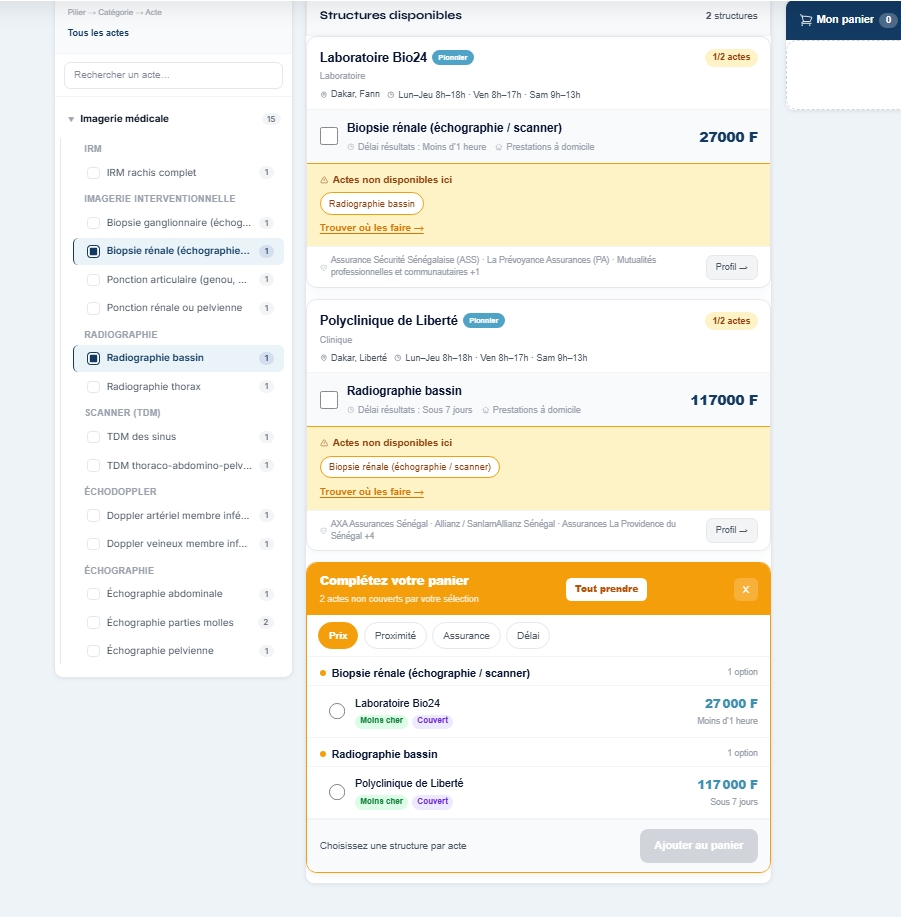 Pilier → Catégorie → Acte
Tous les actes
Rechercher un acte...
Imagerie médicale 15
IRM
IRM rachis complet 1
IMAGERIE INTERVENTIONNELLE
Biopsie ganglionnaire (échog... 1
Biopsie rénale (échographie... 1
Ponction articulaire (genou, ... 1
Ponction rénale ou pelvienne 1
RADIOGRAPHIE
Radiographie bassin 1
Radiographie thorax 1
SCANNER (TDM)
TDM des sinus 1
TDM thoraco-abdomino-pelv... 1
ÉCHODOPPLER
Doppler artériel membre infé... 1
Doppler veineux membre inf... 1
ÉCHOGRAPHIE
Échographie abdominale 1
Échographie parties molles 2
Échographie pelvienne 1
Structures disponibles 2 structures
Laboratoire Bio24 Pionnier 1/2 actes
Laboratoire
Dakar, Fann Lun–Jeu 8h–18h · Ven 8h–17h · Sam 9h–13h
Biopsie rénale (échographie / scanner) 27000 F
Délai résultats : Moins d'1 heure Prestations à domicile
Actes non disponibles ici
Radiographie bassin
Trouver où les faire →
Assurance Sécurité Sénégalaise (ASS) · La Prévoyance Assurances (PA) · Mutualités
professionnelles et communautaires +1
Profil →
Polyclinique de Liberté Pionnier 1/2 actes
Clinique
Dakar, Liberté Lun–Jeu 8h–18h · Ven 8h–17h · Sam 9h–13h
Radiographie bassin 117000 F
Délai résultats : Sous 7 jours Prestations à domicile
Actes non disponibles ici
Biopsie rénale (échographie / scanner)
Trouver où les faire →
AXA Assurances Sénégal · Allianz / SanlamAllianz Sénégal · Assurances La Providence du
Sénégal +4
Profil →
Complétez votre panier Tout prendre x
2 actes non couverts par votre sélection
Prix Proximité Assurance Délai
Biopsie rénale (échographie / scanner) 1 option
Laboratoire Bio24 27 000 F
Moins cher Couvert Moins d'1 heure
Radiographie bassin 1 option
Polyclinique de Liberté 117 000 F
Moins cher Couvert Sous 7 jours
Choisissez une structure par acte Ajouter au panier
Mon panier 0